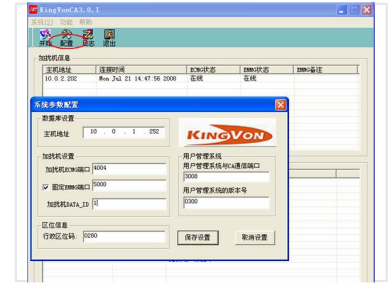 KingVonCA3.0.1
系统[Z] 功能 帮助
开始 配置 日志 退出
加扰机信息
主机地址 连接时间 ECMG状态 EMMG状态 EMMG备注
10.0.2.202 Mon Jul 21 14:47:56 2008 在线 在线
系统参数配置
数据库设置
主机地址 10 . 0 . 1 .252
KINGVON
加扰机设置
加扰机ECMG端口 4004
固定EMMG端口 5000
加扰机DATA_ID 1
用户管理系统
用户管理系统与CA通信端口
3008
用户管理系统的版本号
0300
区位信息
行政区位码: 0280
保存设置 取消设置